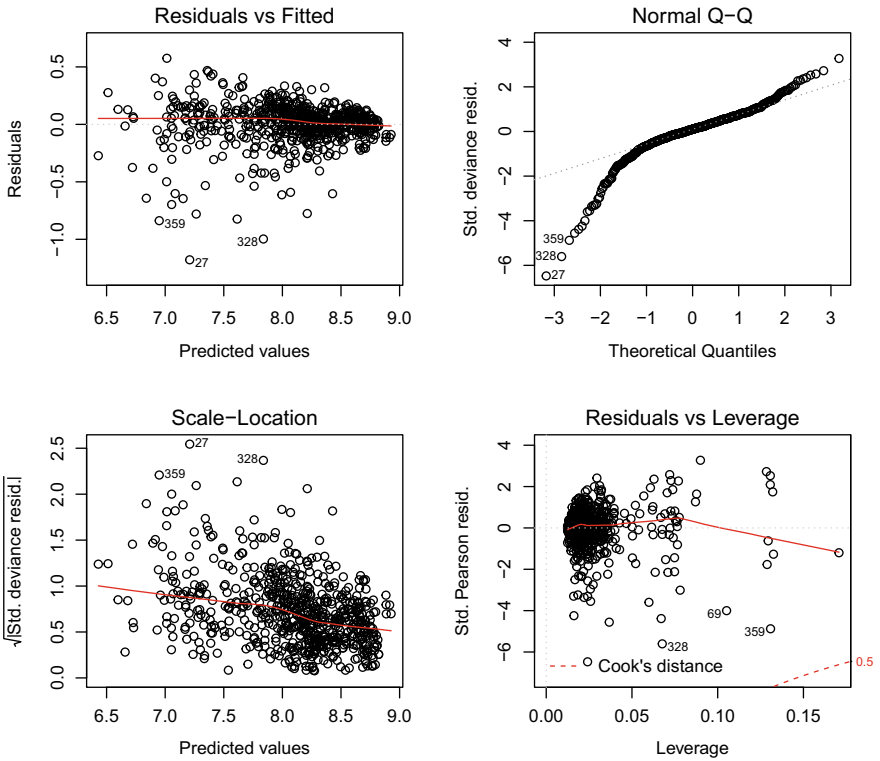 Residuals vs Fitted
Residuals
0.5
0.0
−0.5
−1.0
359
328
27
6.5 7.0 7.5 8.0 8.5 9.0
Predicted values
Normal Q−Q
Std. deviance resid.
4
2
0
−2
−4
−6
359
328
27
−3 −2 −1 0 1 2 3
Theoretical Quantiles
Scale−Location
√|Std. deviance resid.|
2.5
2.0
1.5
1.0
0.5
0.0
27
328
359
6.5 7.0 7.5 8.0 8.5 9.0
Predicted values
Residuals vs Leverage
Std. Pearson resid.
4
2
0
−2
−4
−6
69
359
328
Cook's distance
0.5
0.00 0.05 0.10 0.15
Leverage